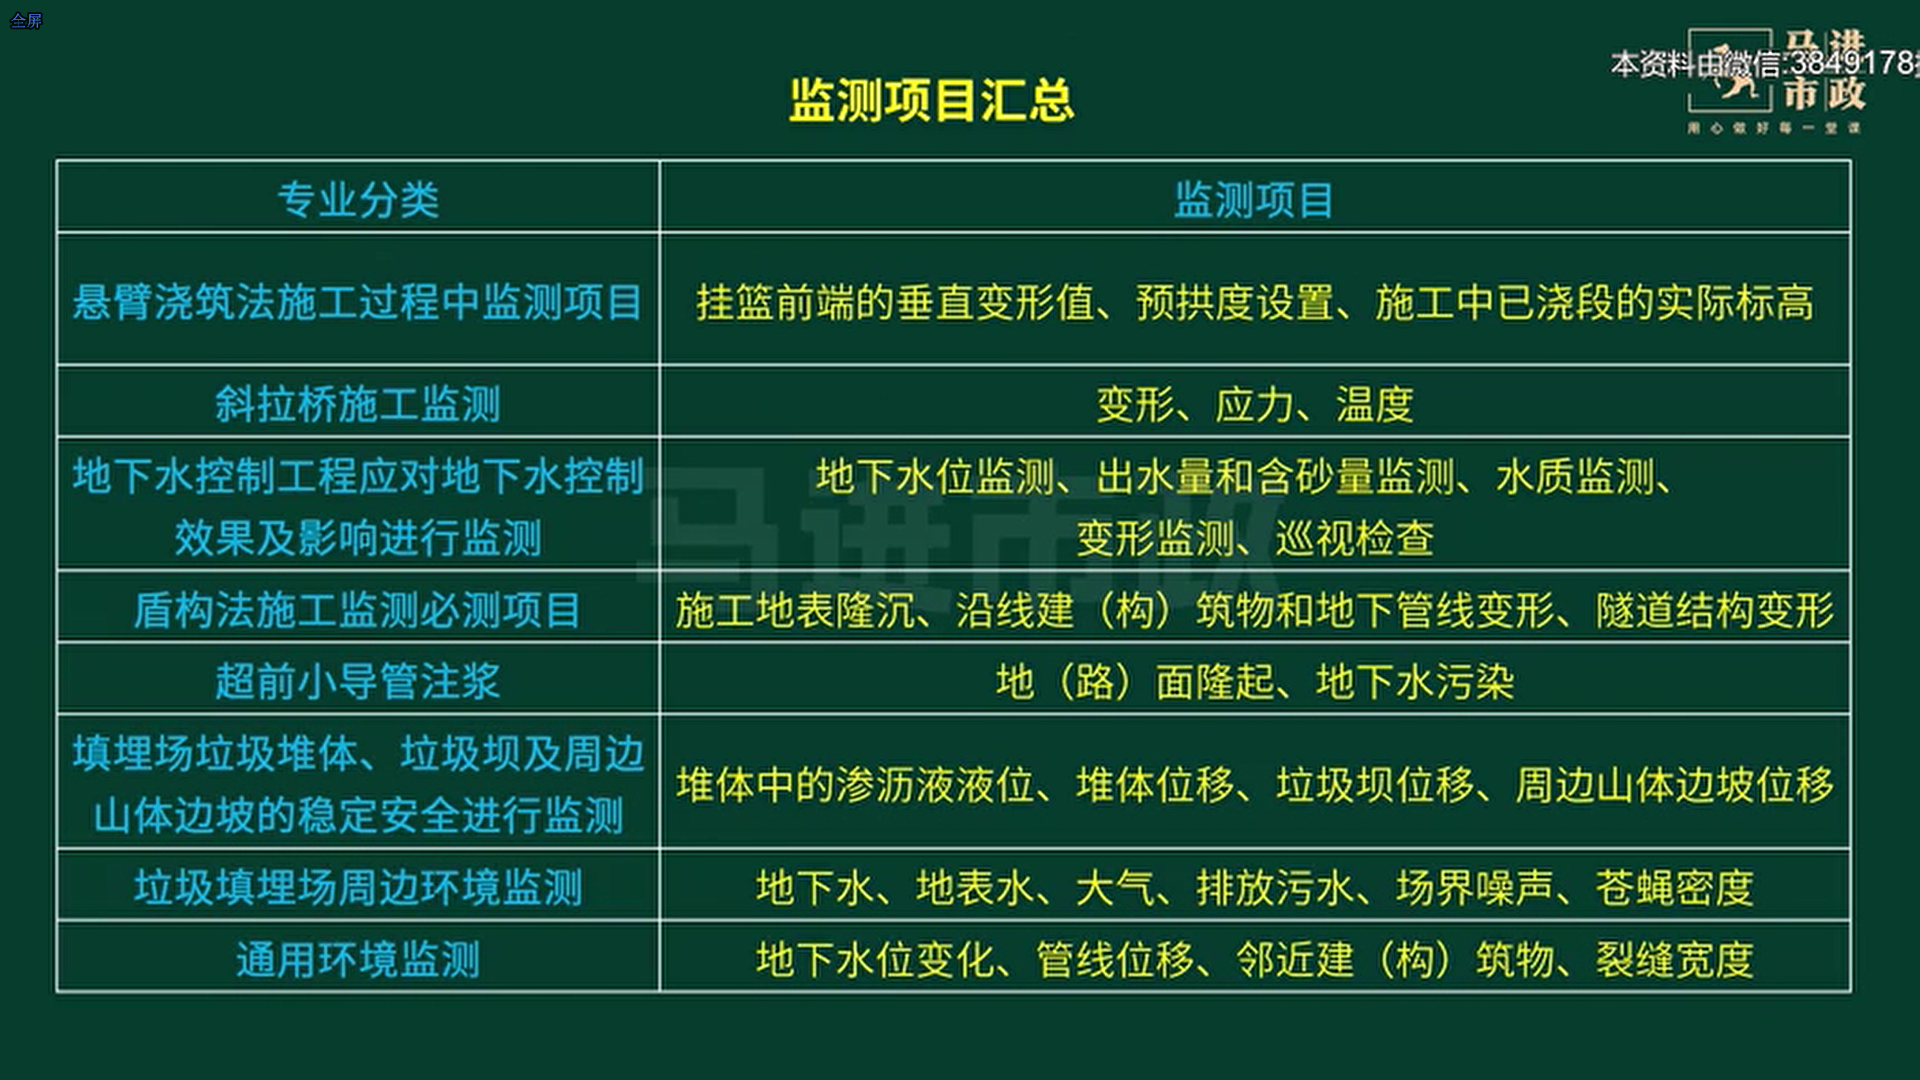 全屏
马进
市政
用心做好每一堂课
本资料由微信:3849178
监测项目汇总
专业分类
监测项目
悬臂浇筑法施工过程中监测项目
挂篮前端的垂直变形值、预拱度设置、施工中已浇段的实际标高
斜拉桥施工监测
变形、应力、温度
地下水控制工程应对地下水控制
效果及影响进行监测
地下水位监测、出水量和含砂量监测、水质监测、
变形监测、巡视检查
盾构法施工监测必测项目
施工地表隆沉、沿线建（构）筑物和地下管线变形、隧道结构变形
超前小导管注浆
地（路）面隆起、地下水污染
填埋场垃圾堆体、垃圾坝及周边
山体边坡的稳定安全进行监测
堆体中的渗沥液液位、堆体位移、垃圾坝位移、周边山体边坡位移
垃圾填埋场周边环境监测
地下水、地表水、大气、排放污水、场界噪声、苍蝇密度
通用环境监测
地下水位变化、管线位移、邻近建（构）筑物、裂缝宽度
马进市政